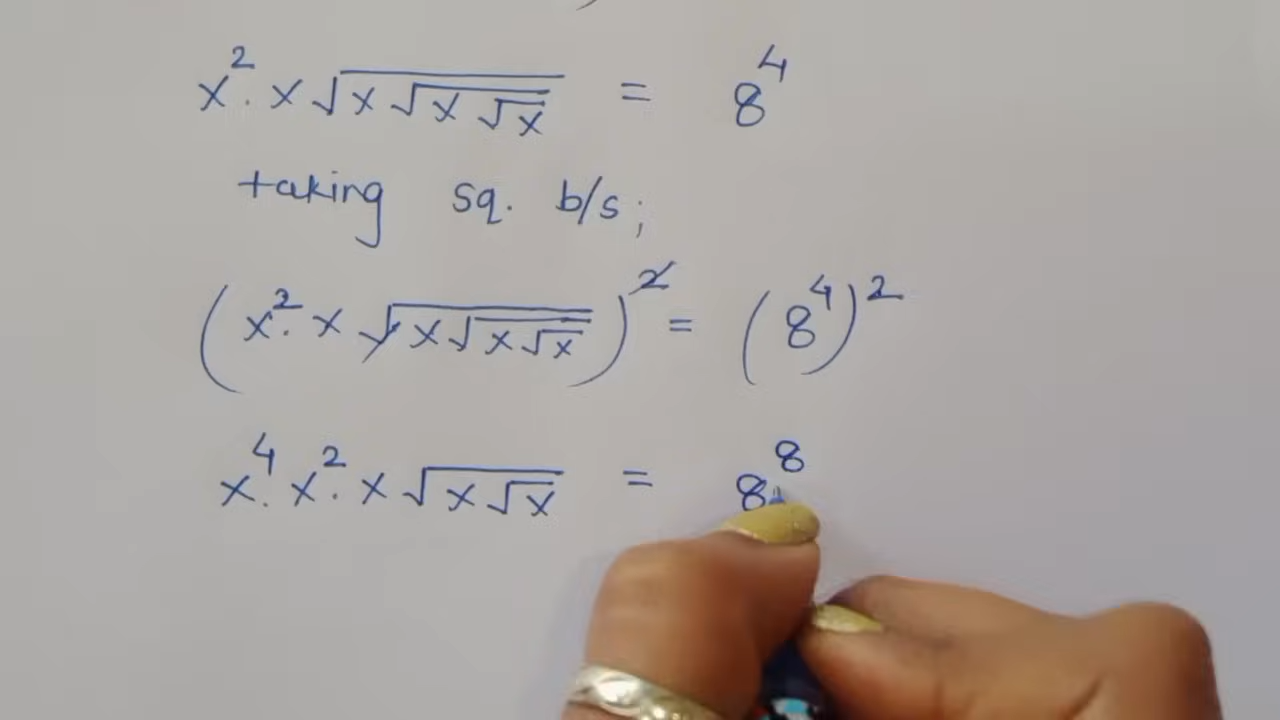 x². x√(x√(x√x)) = 8⁴
taking sq. b/s;
(x². x√(x√(x√x)))² = (8⁴)²
x⁴. x². x√(x√x) = 8⁸